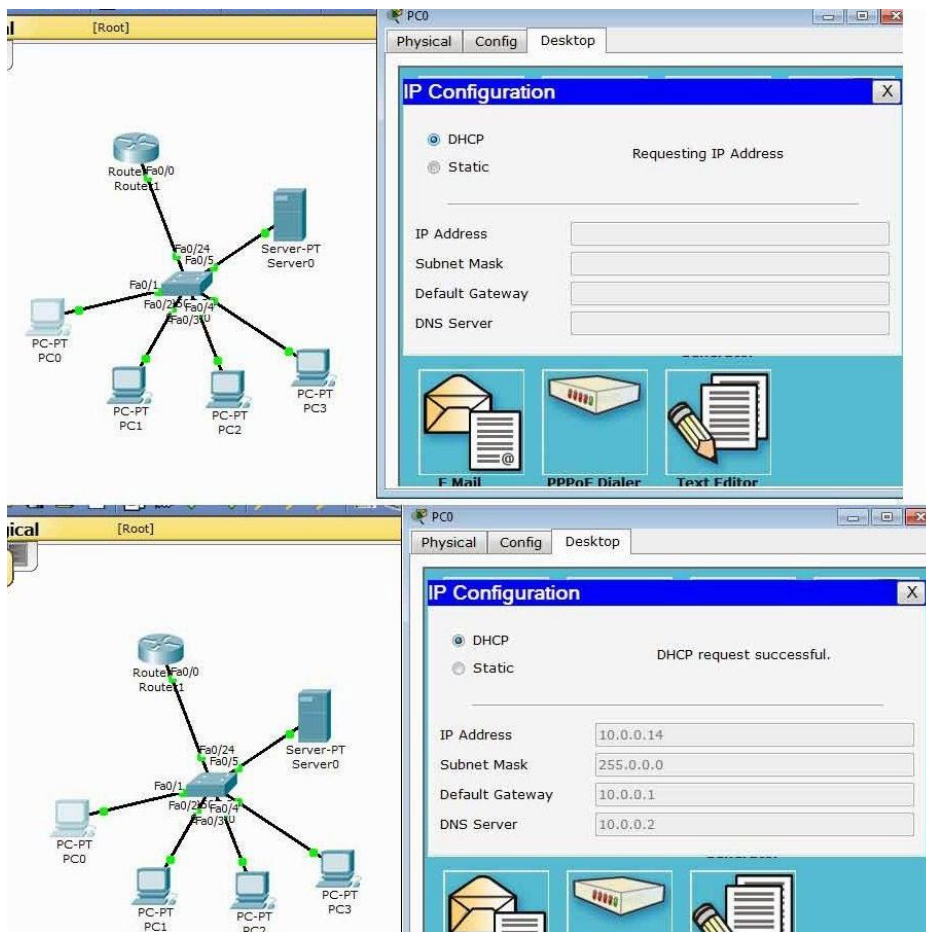 PC0
[Root]
Physical Config Desktop
IP Configuration X
DHCP
Static
Requesting IP Address
IP Address
Subnet Mask
Default Gateway
DNS Server
Fa0/0
Router1
Fa0/24
Fa0/5
Server-PT
Server0
Fa0/1
Fa0/4
Fa0/3
PC-PT
PC0
PC-PT
PC1
PC-PT
PC2
PC-PT
PC3
E Mail PPPoE Dialer Text Editor
ical
[Root]
PC0
Physical Config Desktop
IP Configuration X
DHCP
Static
DHCP request successful.
IP Address 10.0.0.14
Subnet Mask 255.0.0.0
Default Gateway 10.0.0.1
DNS Server 10.0.0.2
Fa0/0
Router1
Fa0/24
Fa0/5
Server-PT
Server0
Fa0/1
Fa0/4
Fa0/3
PC-PT
PC0
PC-PT
PC1
PC-PT
PC2
PC-PT
PC3